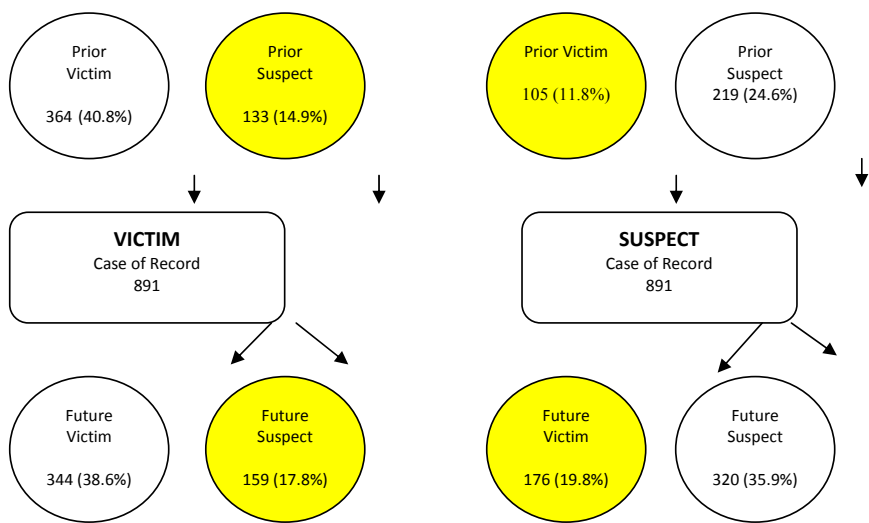 Prior
Victim
364 (40.8%)
Prior
Suspect
133 (14.9%)
Prior Victim
105 (11.8%)
Prior
Suspect
219 (24.6%)
VICTIM
Case of Record
891
SUSPECT
Case of Record
891
Future
Victim
344 (38.6%)
Future
Suspect
159 (17.8%)
Future
Victim
176 (19.8%)
Future
Suspect
320 (35.9%)